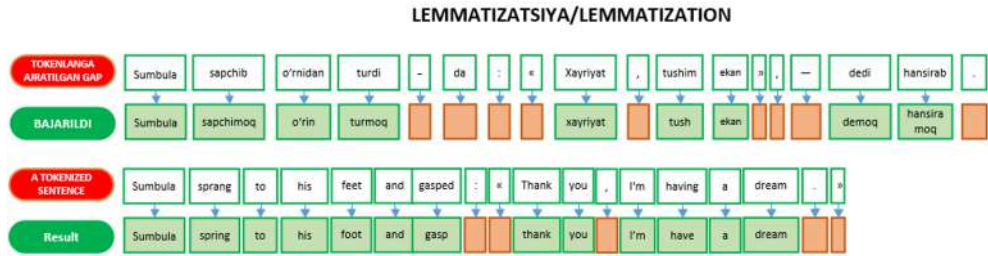 LEMMATIZATSIYA/LEMMATIZATION
TOKENLANGA AJRATILGAN GAP Sumbula sapchib o'rnidan turdi – da : « Xayriyat , tushim ekan » , — dedi hansirab .
BAJARILDI Sumbula sapchimoq o'rin turmoq xayriyat tush ekan demoq hansira moq
A TOKENIZED SENTENCE Sumbula sprang to his feet and gasped : « Thank you , I'm having a dream . »
Result Sumbula spring to his foot and gasp thank you I'm have a dream